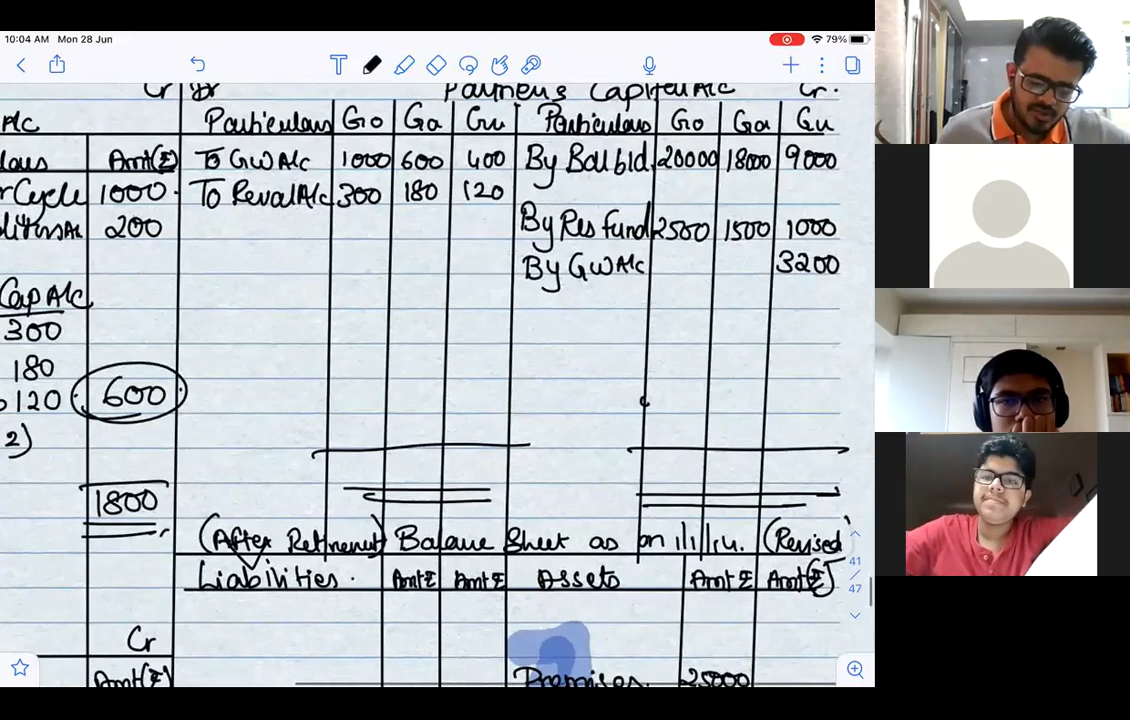 10:04 AM Mon 28 Jun
79%
Cr Dr Partner's Capital A/c Cr.
A/c Particulars Go Ga Gu Particulars Go Ga Gu
Amt(₹) To GW A/c 1000 600 400 By Bal b/d. 20000 18000 9000
r Cycle 1000 To Reval A/c 300 180 120
200 By Res Fund 2500 1500 1000
By GW A/c 3200
Cap A/c
300
180
120 600
2)
1800
(After Retirement) Balance Sheet as on 1/1/14. (Revised
Liabilities. Amt ₹ Amt ₹ Assets Amt ₹ Amt(₹)
41
/
47
Cr
Amt(₹) Premises. 25000